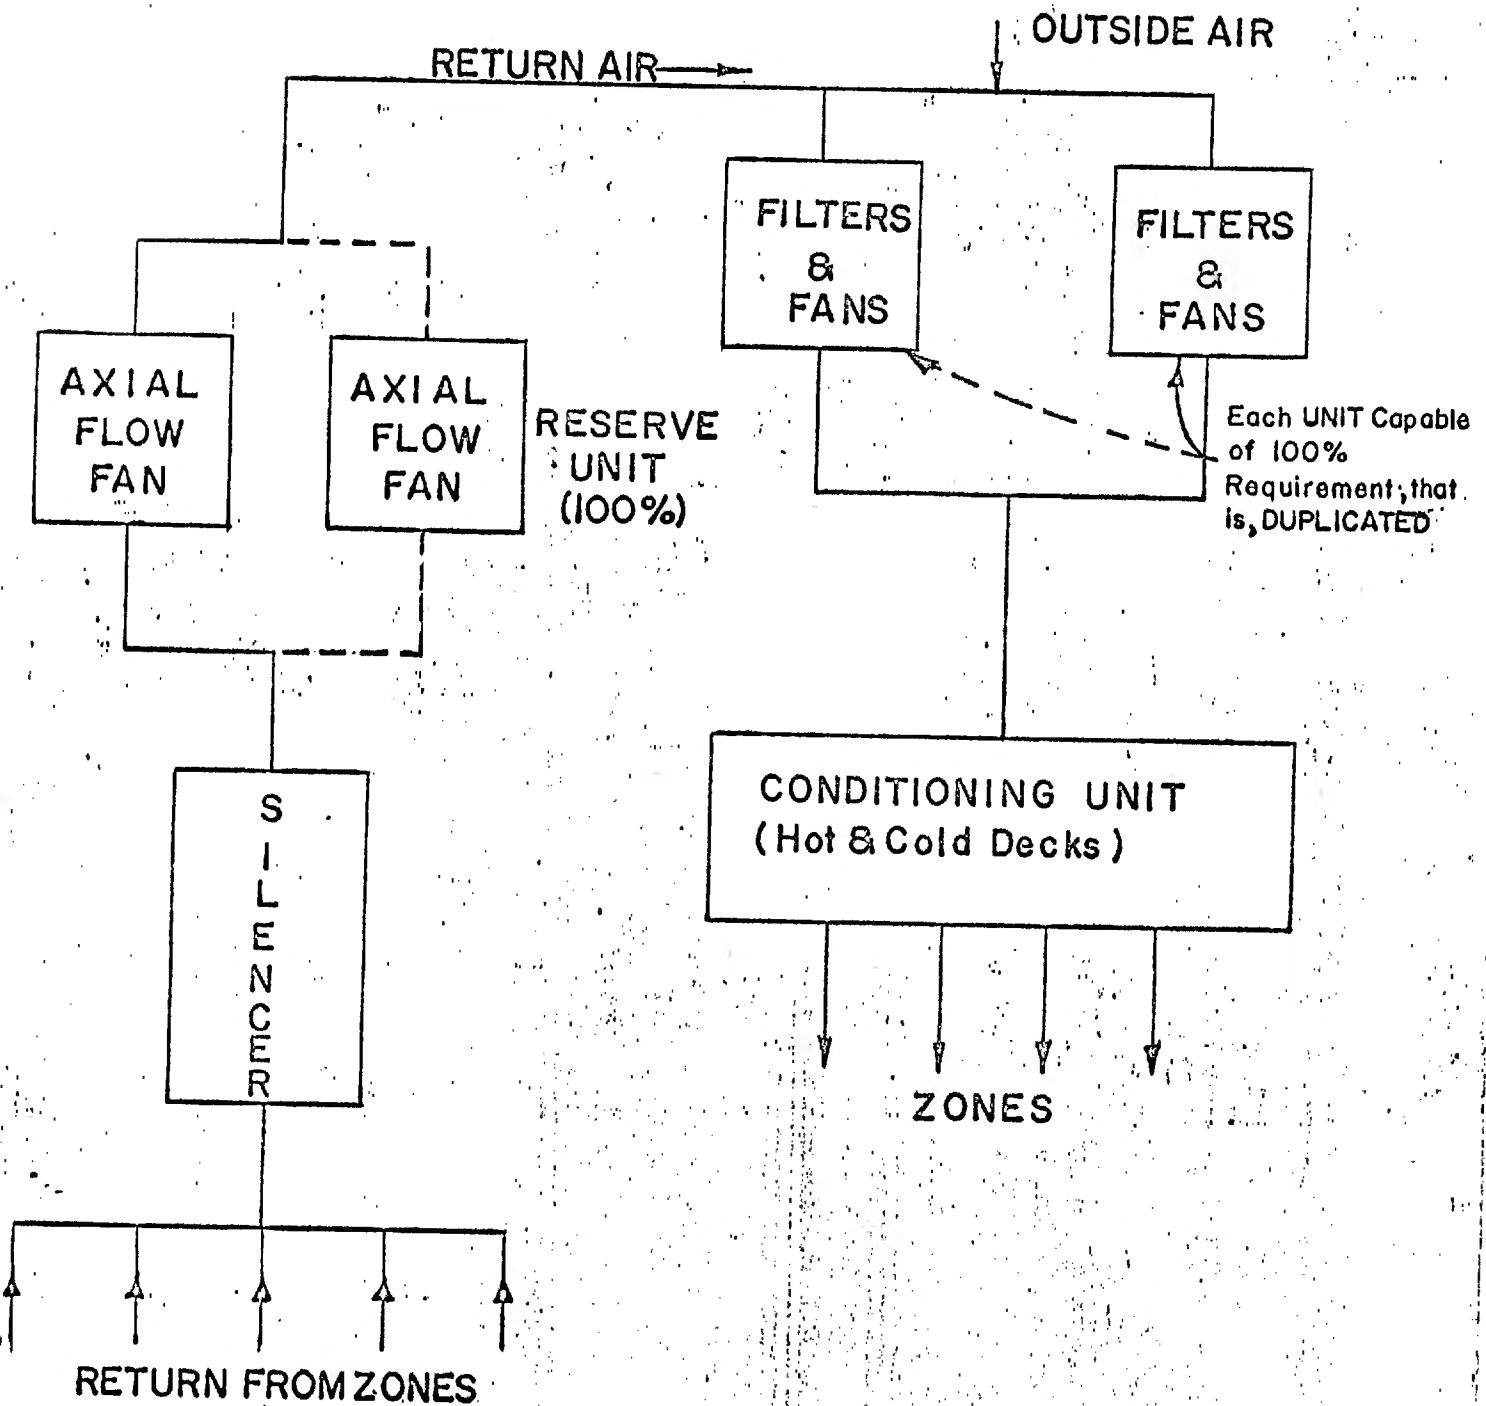 OUTSIDE AIR
RETURN AIR
FILTERS
&
FANS
FILTERS
&
FANS
AXIAL
FLOW
FAN
AXIAL
FLOW
FAN
RESERVE
UNIT
(100%)
Each UNIT Capable
of 100%
Requirement; that
is, DUPLICATED
SILENCER
CONDITIONING UNIT
(Hot & Cold Decks)
ZONES
RETURN FROM ZONES